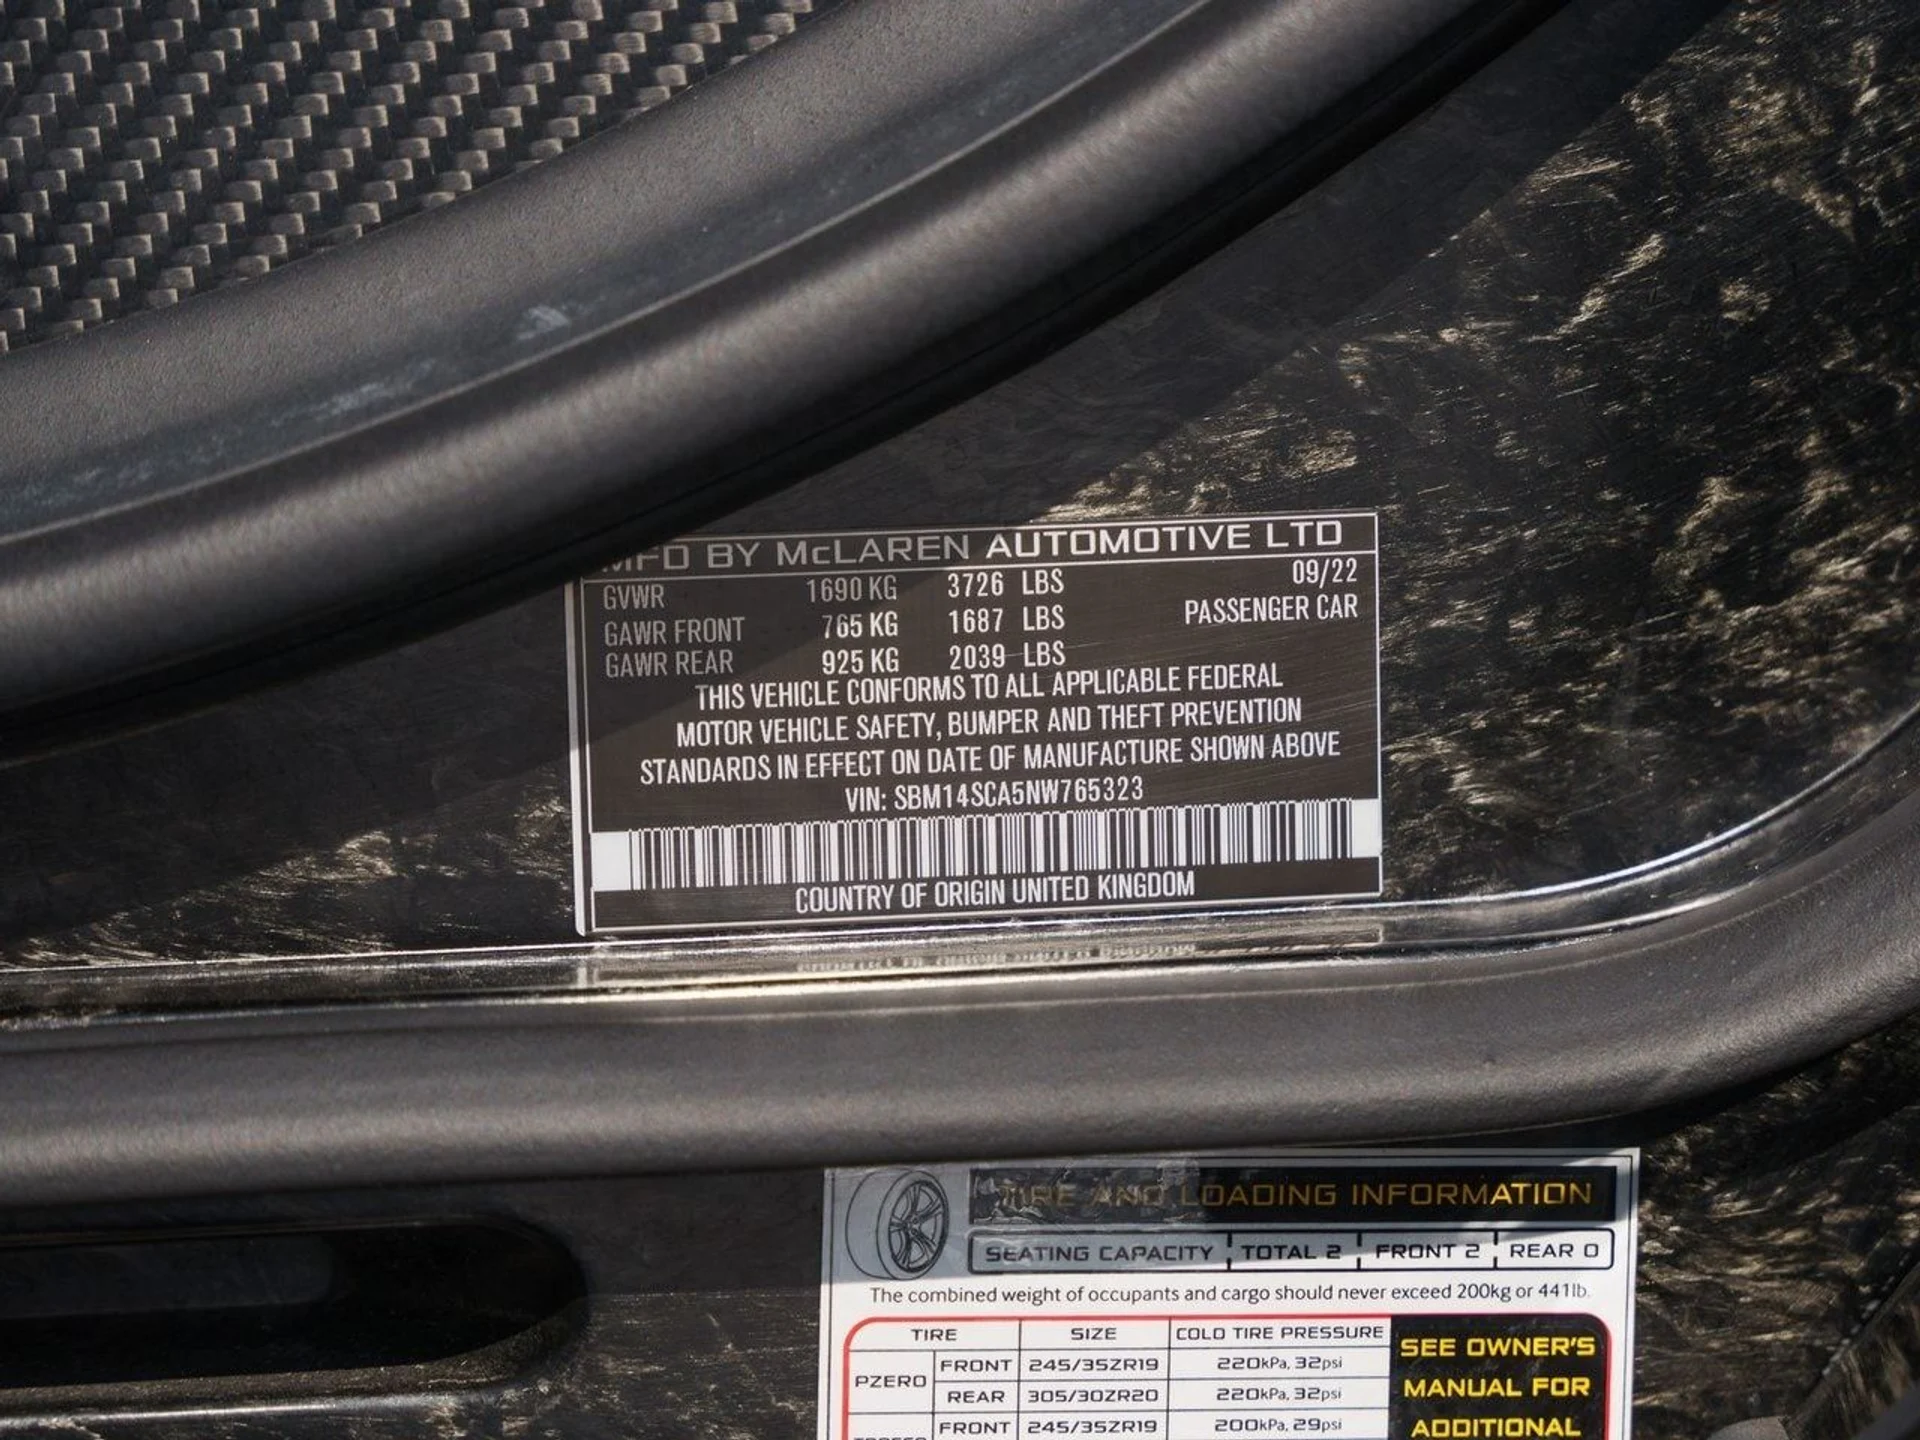 MFD BY McLAREN AUTOMOTIVE LTD
GVWR 1690 KG 3726 LBS 09/22
GAWR FRONT 765 KG 1687 LBS PASSENGER CAR
GAWR REAR 925 KG 2039 LBS
THIS VEHICLE CONFORMS TO ALL APPLICABLE FEDERAL
MOTOR VEHICLE SAFETY, BUMPER AND THEFT PREVENTION
STANDARDS IN EFFECT ON DATE OF MANUFACTURE SHOWN ABOVE
VIN: SBM14SCA5NW765323
COUNTRY OF ORIGIN UNITED KINGDOM
TIRE AND LOADING INFORMATION
SEATING CAPACITY TOTAL 2 FRONT 2 REAR 0
The combined weight of occupants and cargo should never exceed 200kg or 441lb.
TIRE SIZE COLD TIRE PRESSURE SEE OWNER'S
PZERO FRONT 245/35ZR19 220kPa, 32psi
REAR 305/30ZR20 220kPa, 32psi MANUAL FOR
FRONT 245/35ZR19 200kPa, 29psi ADDITIONAL